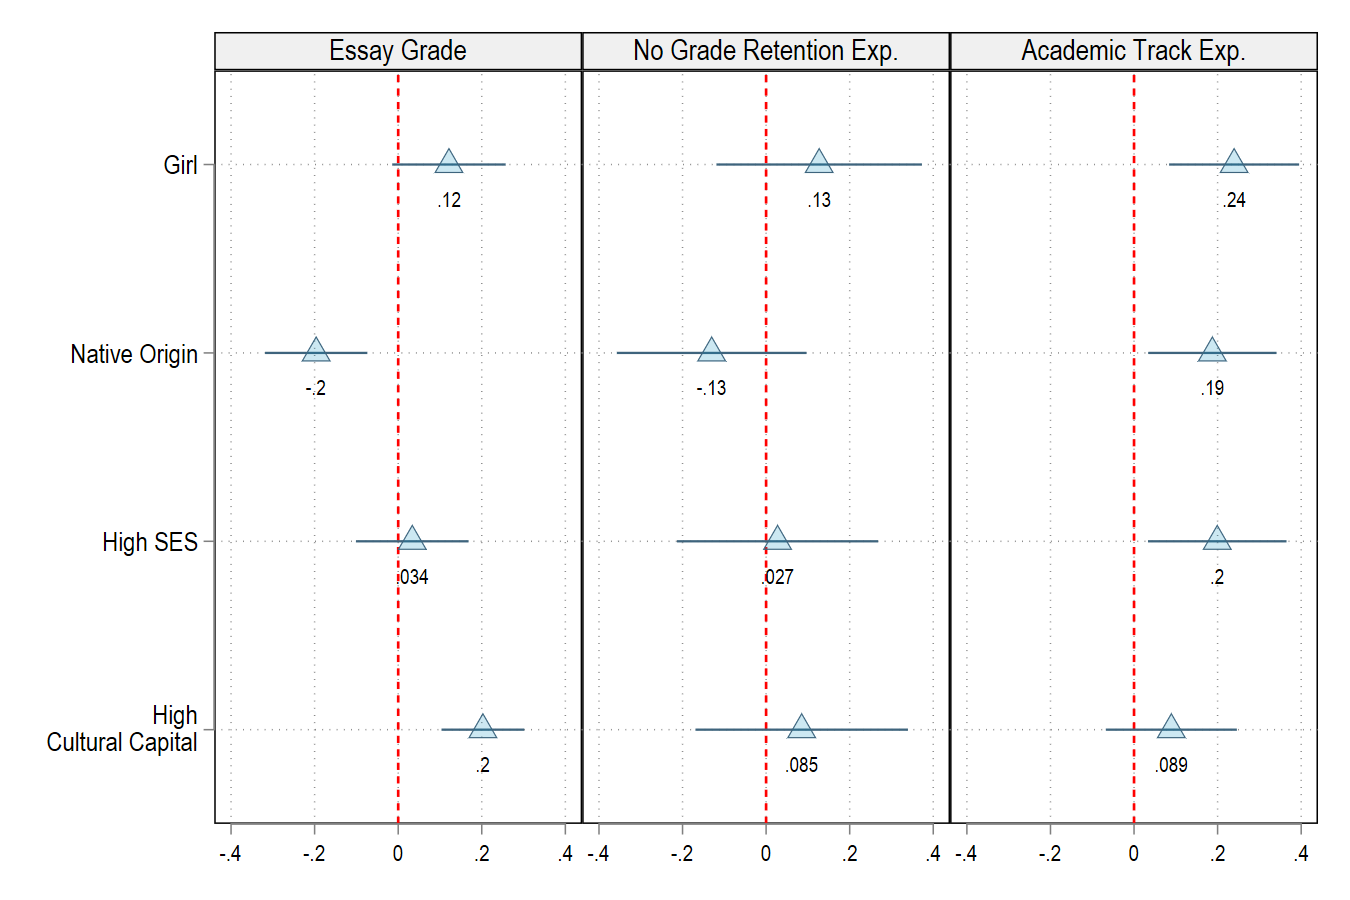 Essay Grade No Grade Retention Exp. Academic Track Exp.
Girl
.12 .13 .24
Native Origin
-.2 -.13 .19
High SES
.034 .027 .2
High
Cultural Capital
.2 .085 .089
-.4 -.2 0 .2 .4 -.4 -.2 0 .2 .4 -.4 -.2 0 .2 .4